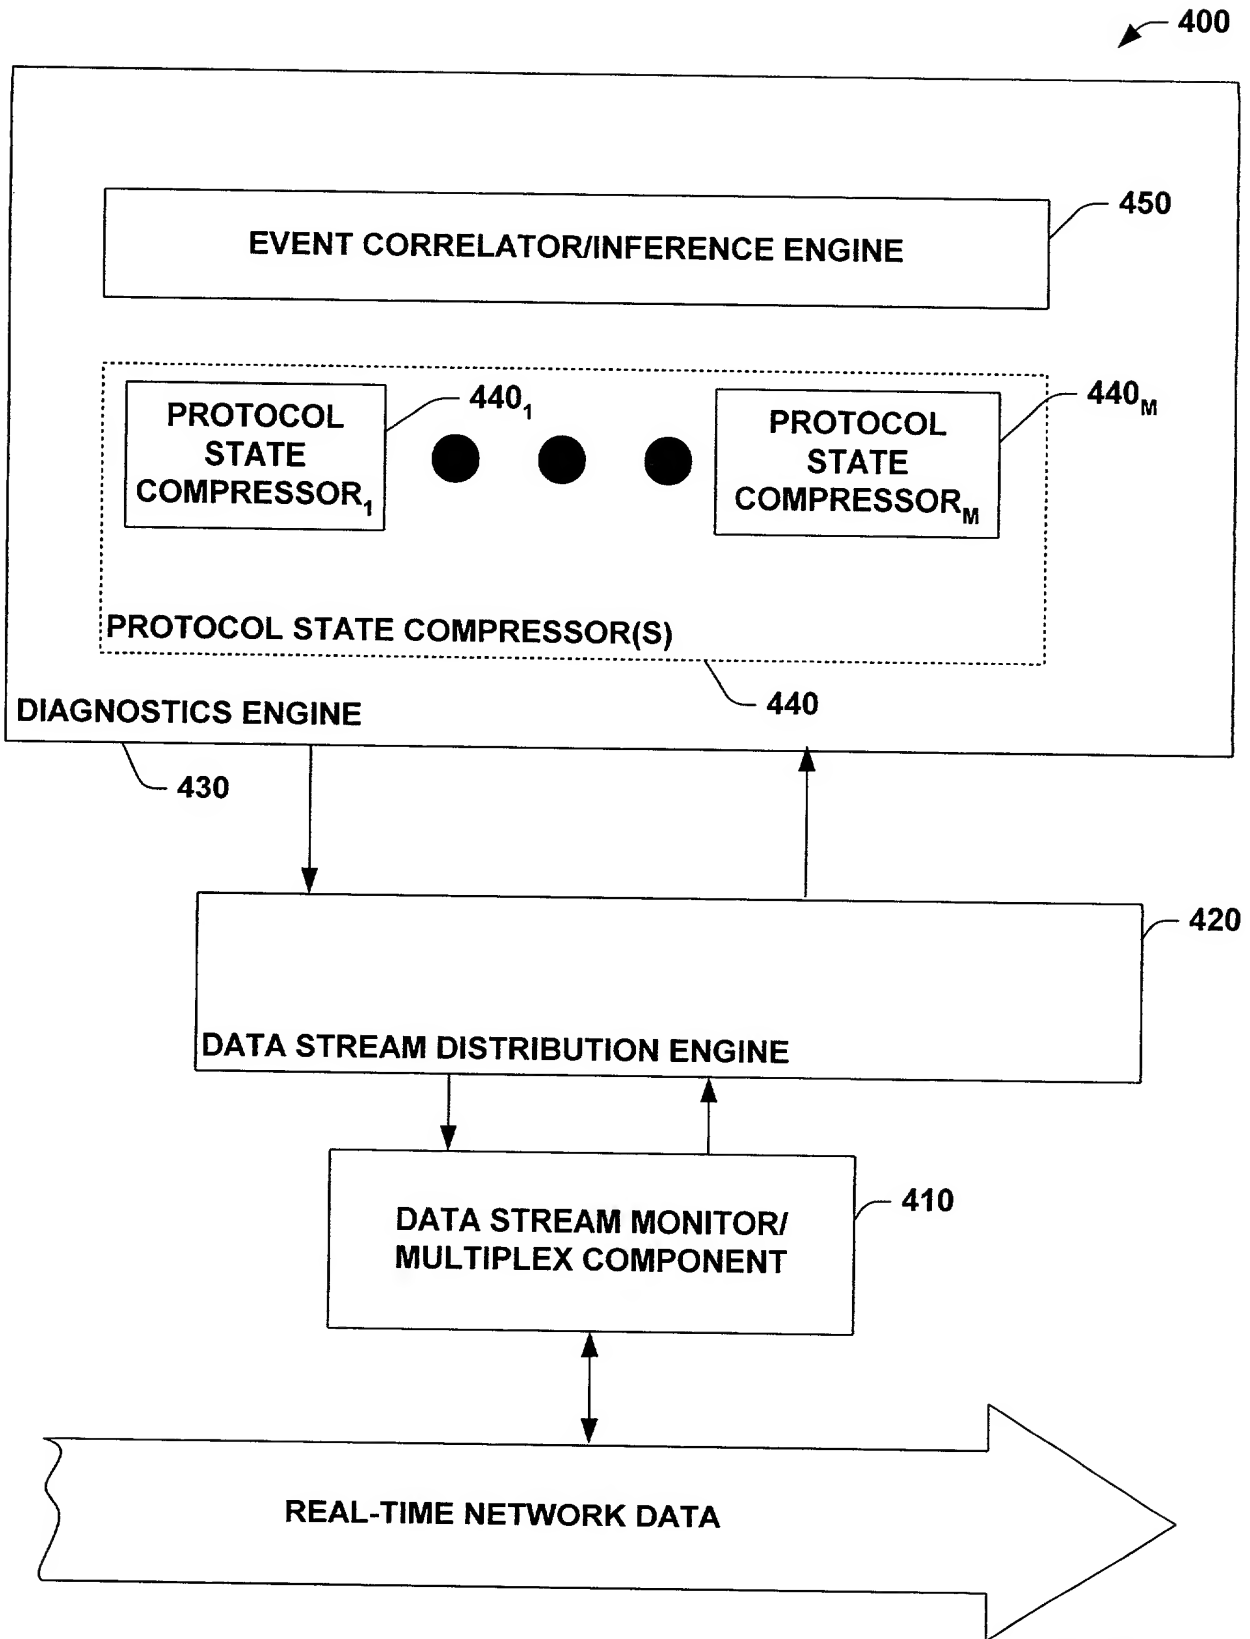 400
450
EVENT CORRELATOR/INFERENCE ENGINE
PROTOCOL
STATE
COMPRESSOR₁
440₁
PROTOCOL
STATE
COMPRESSORM
440M
PROTOCOL STATE COMPRESSOR(S)
440
DIAGNOSTICS ENGINE
430
420
DATA STREAM DISTRIBUTION ENGINE
DATA STREAM MONITOR/
MULTIPLEX COMPONENT
410
REAL-TIME NETWORK DATA